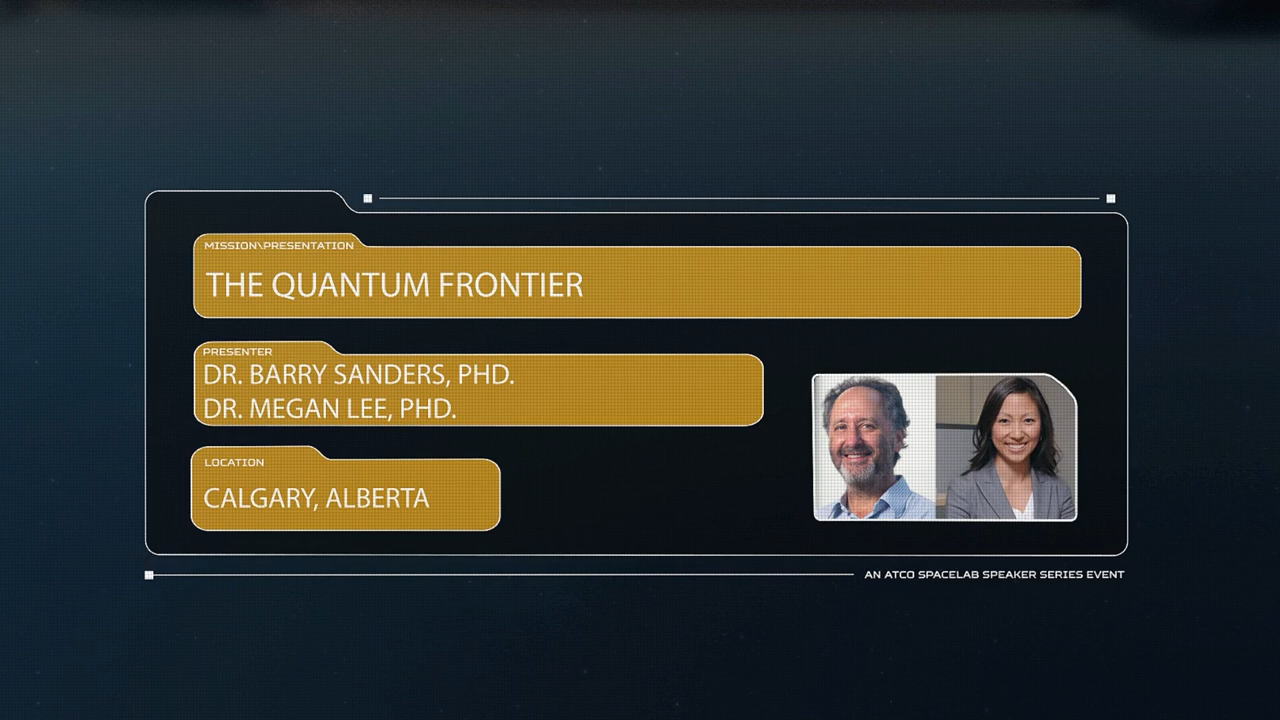 MISSION\PRESENTATION
THE QUANTUM FRONTIER
PRESENTER
DR. BARRY SANDERS, PHD.
DR. MEGAN LEE, PHD.
LOCATION
CALGARY, ALBERTA
AN ATCO SPACELAB SPEAKER SERIES EVENT